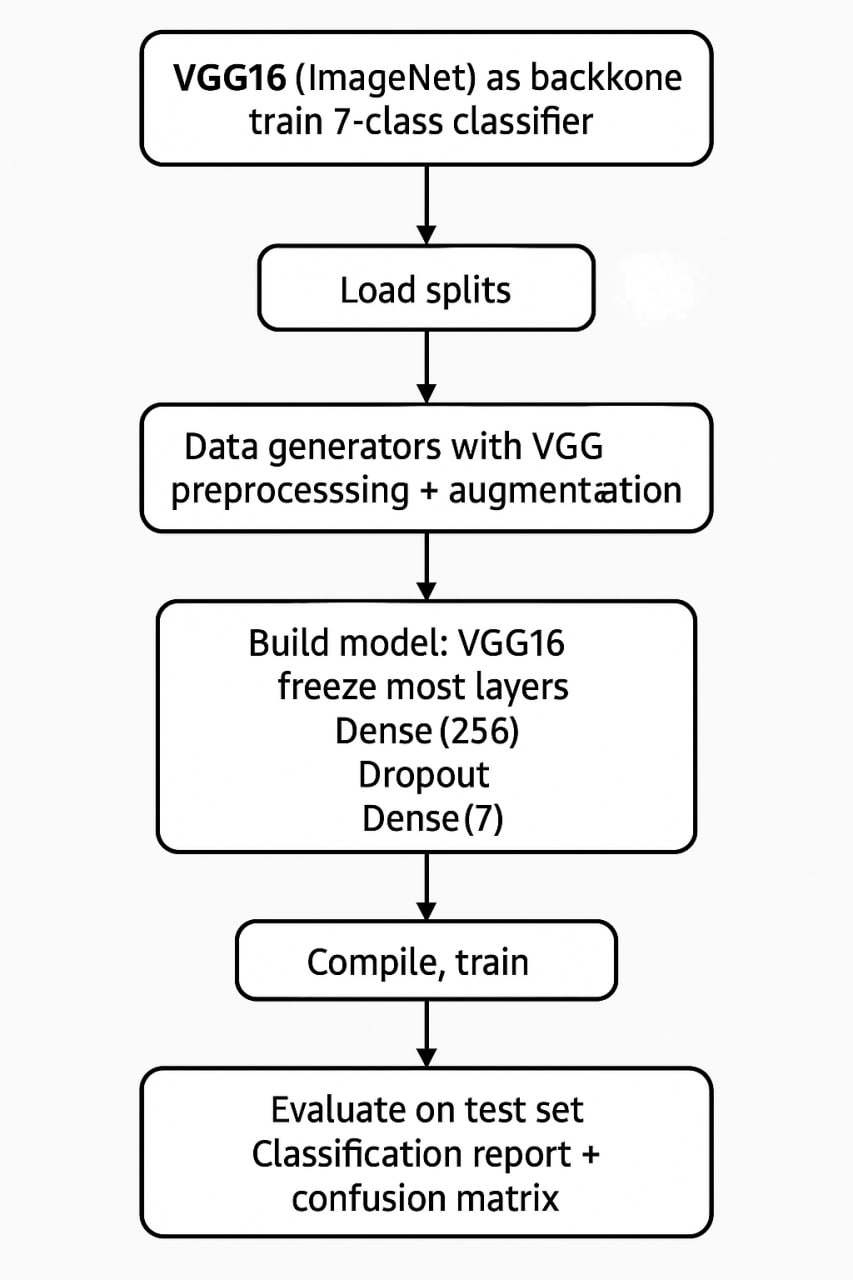 VGG16 (ImageNet) as backkone
train 7-class classifier
Load splits
Data generators with VGG
preprocesssing + augmentation
Build model: VGG16
freeze most layers
Dense (256)
Dropout
Dense (7)
Compile, train
Evaluate on test set
Classification report +
confusion matrix